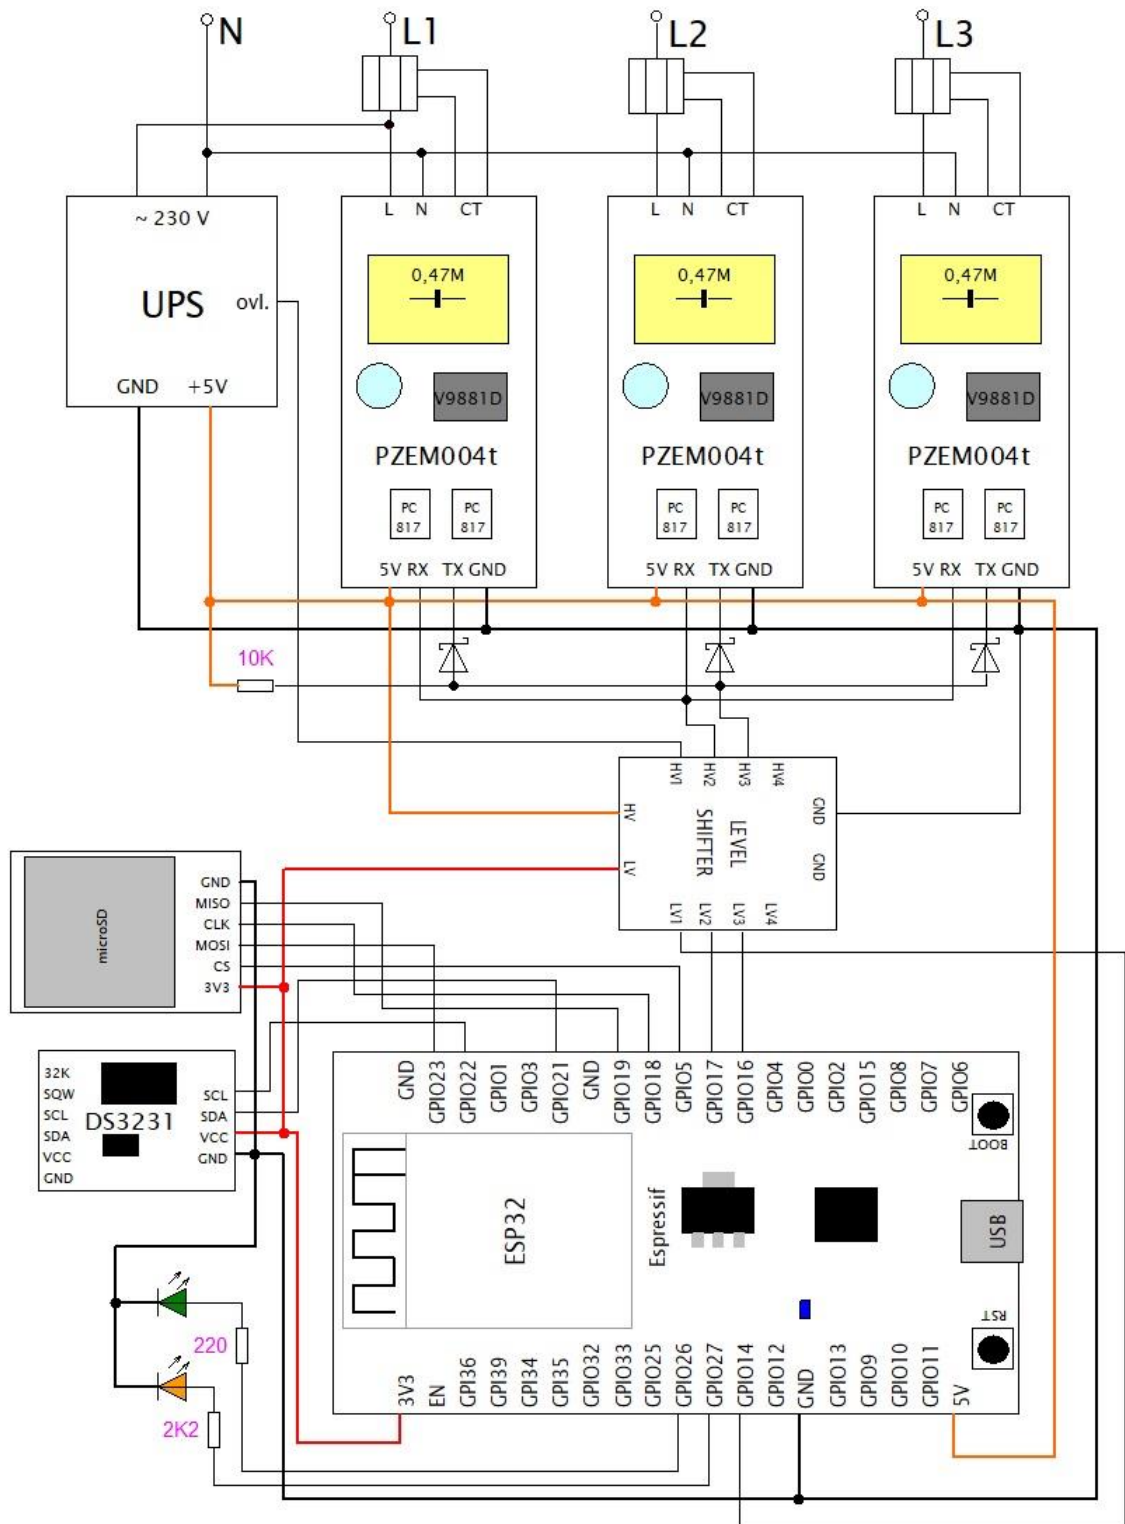 N
L1
L2
L3
~ 230 V
UPS
ovl.
GND +5V
L N CT
0,47M
V9881D
PZEM004t
PC
817
PC
817
5V RX TX GND
L N CT
0,47M
V9881D
PZEM004t
PC
817
PC
817
5V RX TX GND
L N CT
0,47M
V9881D
PZEM004t
PC
817
PC
817
5V RX TX GND
10K
HV1
HV2
HV3
HV4
HV
LV
LEVEL
SHIFTER
GND
GND
LV1
LV2
LV3
LV4
microSD
GND
MISO
CLK
MOSI
CS
3V3
32K
SQW
SCL
SDA
VCC
GND
DS3231
SCL
SDA
VCC
GND
GND
GPIO23
GPIO22
GPIO1
GPIO3
GPIO21
GND
GPIO19
GPIO18
GPIO5
GPIO17
GPIO16
GPIO4
GPIO0
GPIO2
GPIO15
GPIO8
GPIO7
GPIO6
BOOT
ESP32
Espressif
USB
RST
220
2K2
3V3
EN
GPI36
GPI39
GPI34
GPI35
GPIO32
GPIO33
GPIO25
GPIO26
GPIO27
GPIO14
GPIO12
GND
GPIO13
GPIO9
GPIO10
GPIO11
5V